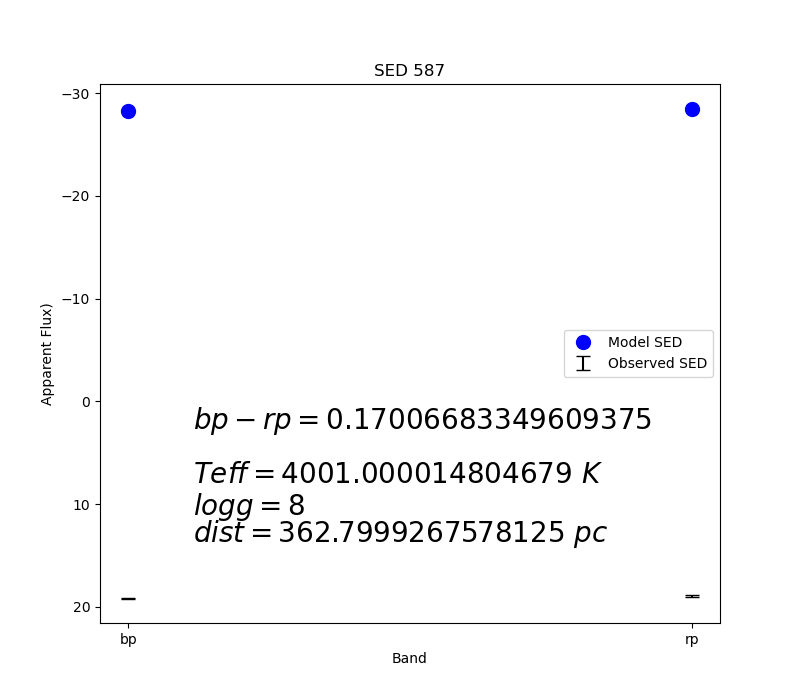 SED 587
−30
−20
−10
0
10
20
Apparent Flux)
Model SED
Observed SED
bp − rp = 0.17006683349609375
Teff = 4001.000014804679 K
logg = 8
dist = 362.7999267578125 pc
bp
rp
Band